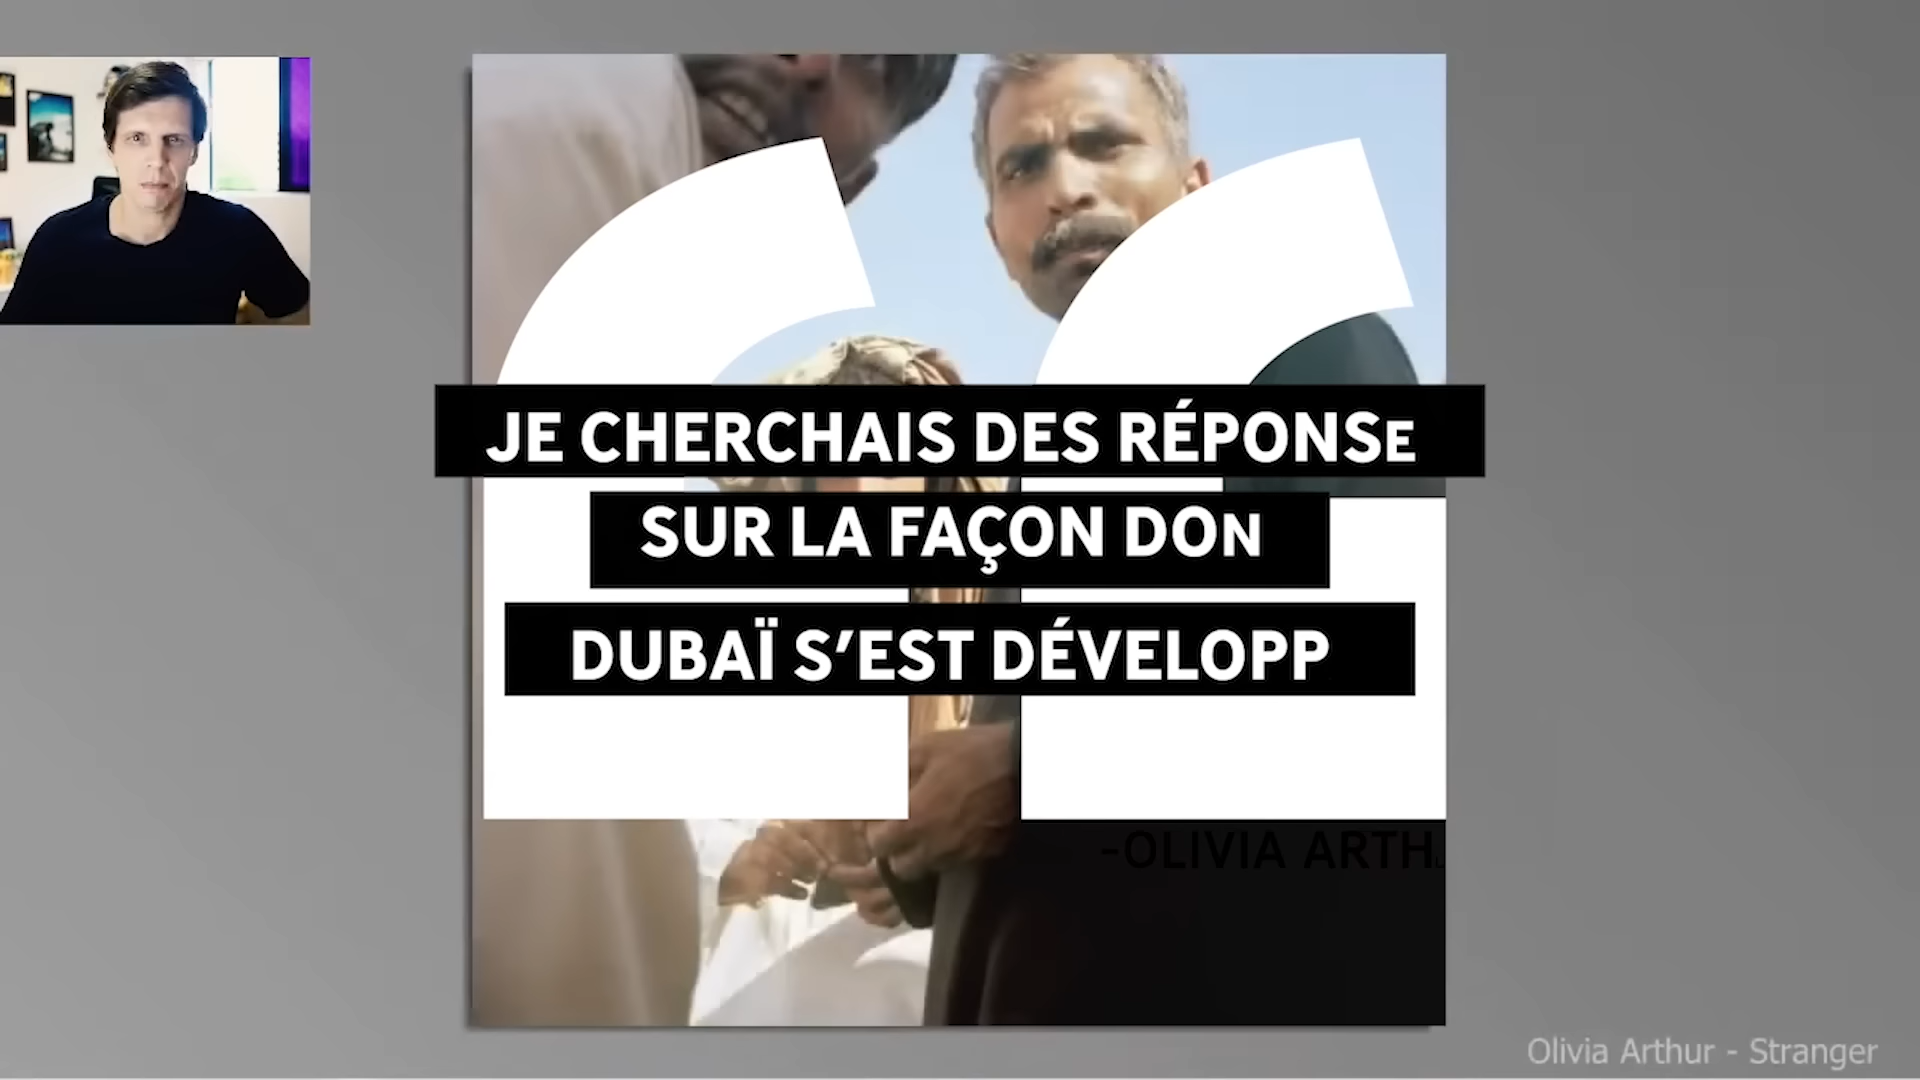 JE CHERCHAIS DES RÉPONSE
SUR LA FAÇON DON
DUBAÏ S’EST DÉVELOPP
-OLIVIA ARTH
Olivia Arthur - Stranger